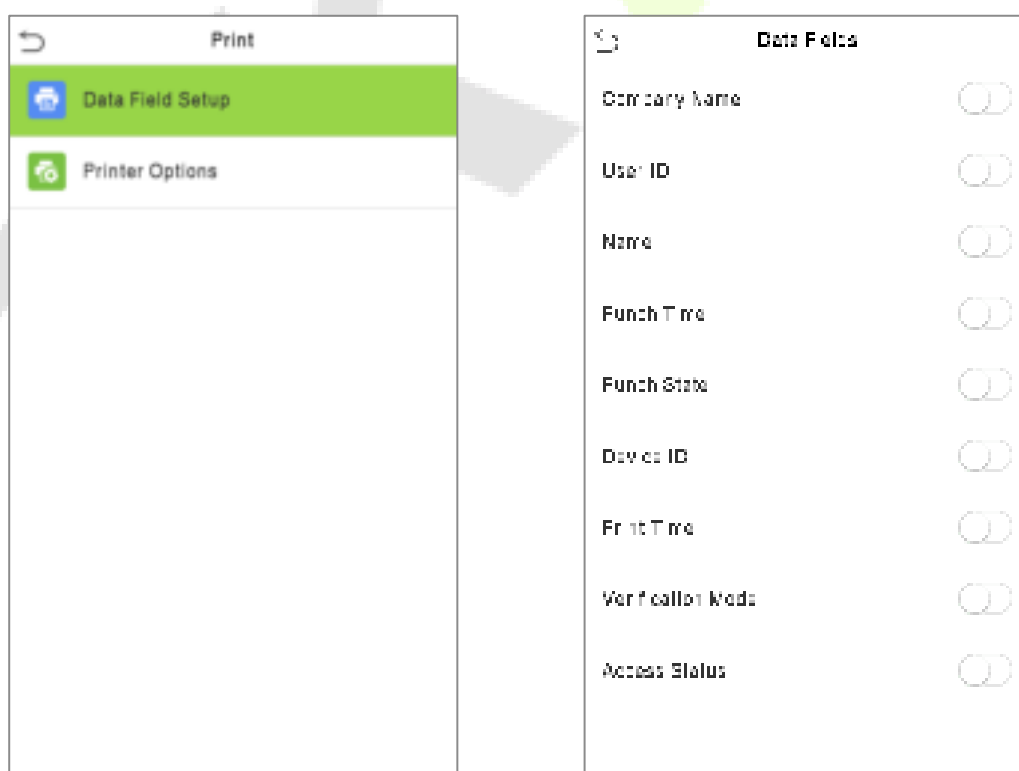 Print
Data Field Setup
Printer Options
Data Fields
Company Name
User ID
Name
Punch Time
Punch State
Device ID
Print Time
Verification Mode
Access Status